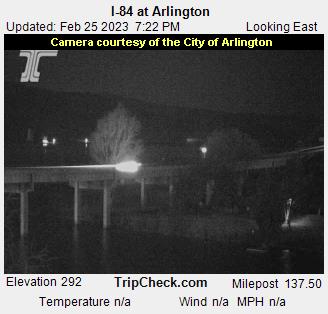 I-84 at Arlington
Updated: Feb 25 2023 7:22 PM Looking East
Camera courtesy of the City of Arlington
Elevation 292 TripCheck.com Milepost 137.50
Temperature n/a Wind n/a MPH n/a